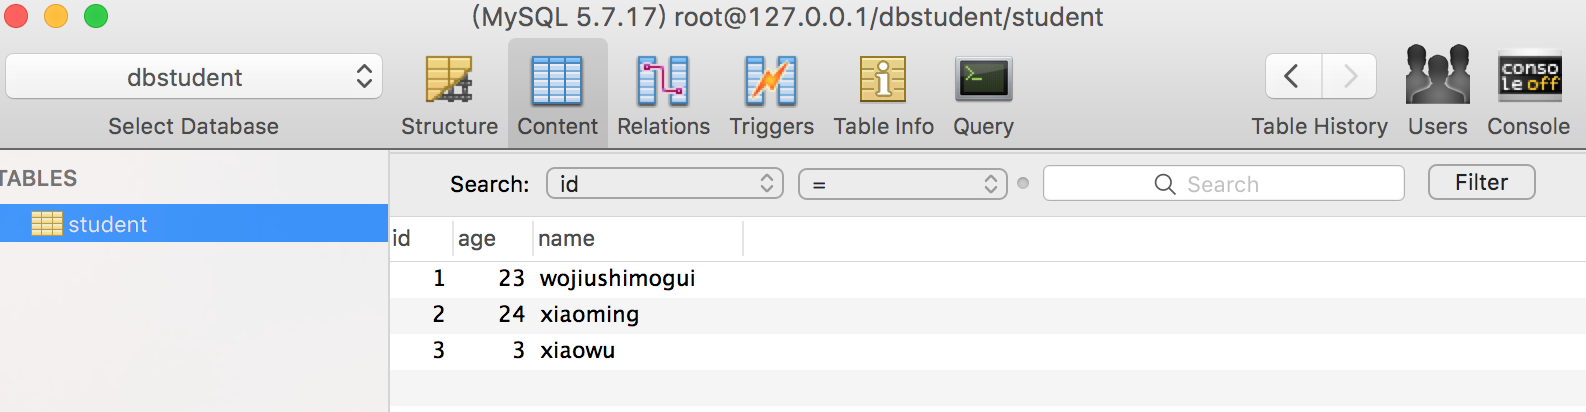 (MySQL 5.7.17) root@127.0.0.1/dbstudent/student
dbstudent
conso
le off
Select Database Structure Content Relations Triggers Table Info Query Table History Users Console
TABLES
Search: id = Search Filter
student
id age name
1 23 wojiushimogui
2 24 xiaoming
3 3 xiaowu